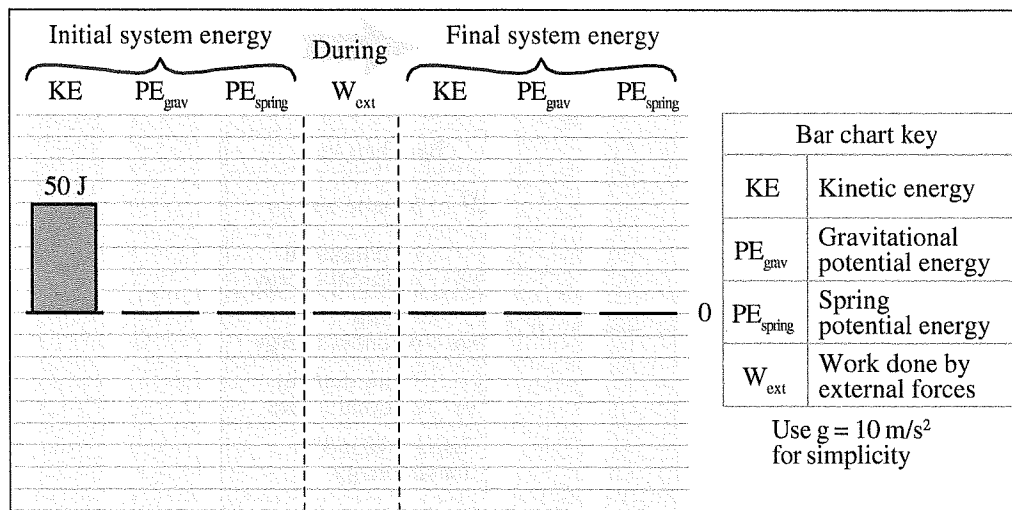 Initial system energy
During
Final system energy
KE
PEgrav
PEspring
Wext
KE
PEgrav
PEspring
50 J
0
Bar chart key
KE
Kinetic energy
PEgrav
Gravitational
potential energy
PEspring
Spring
potential energy
Wext
Work done by
external forces
Use g = 10 m/s²
for simplicity